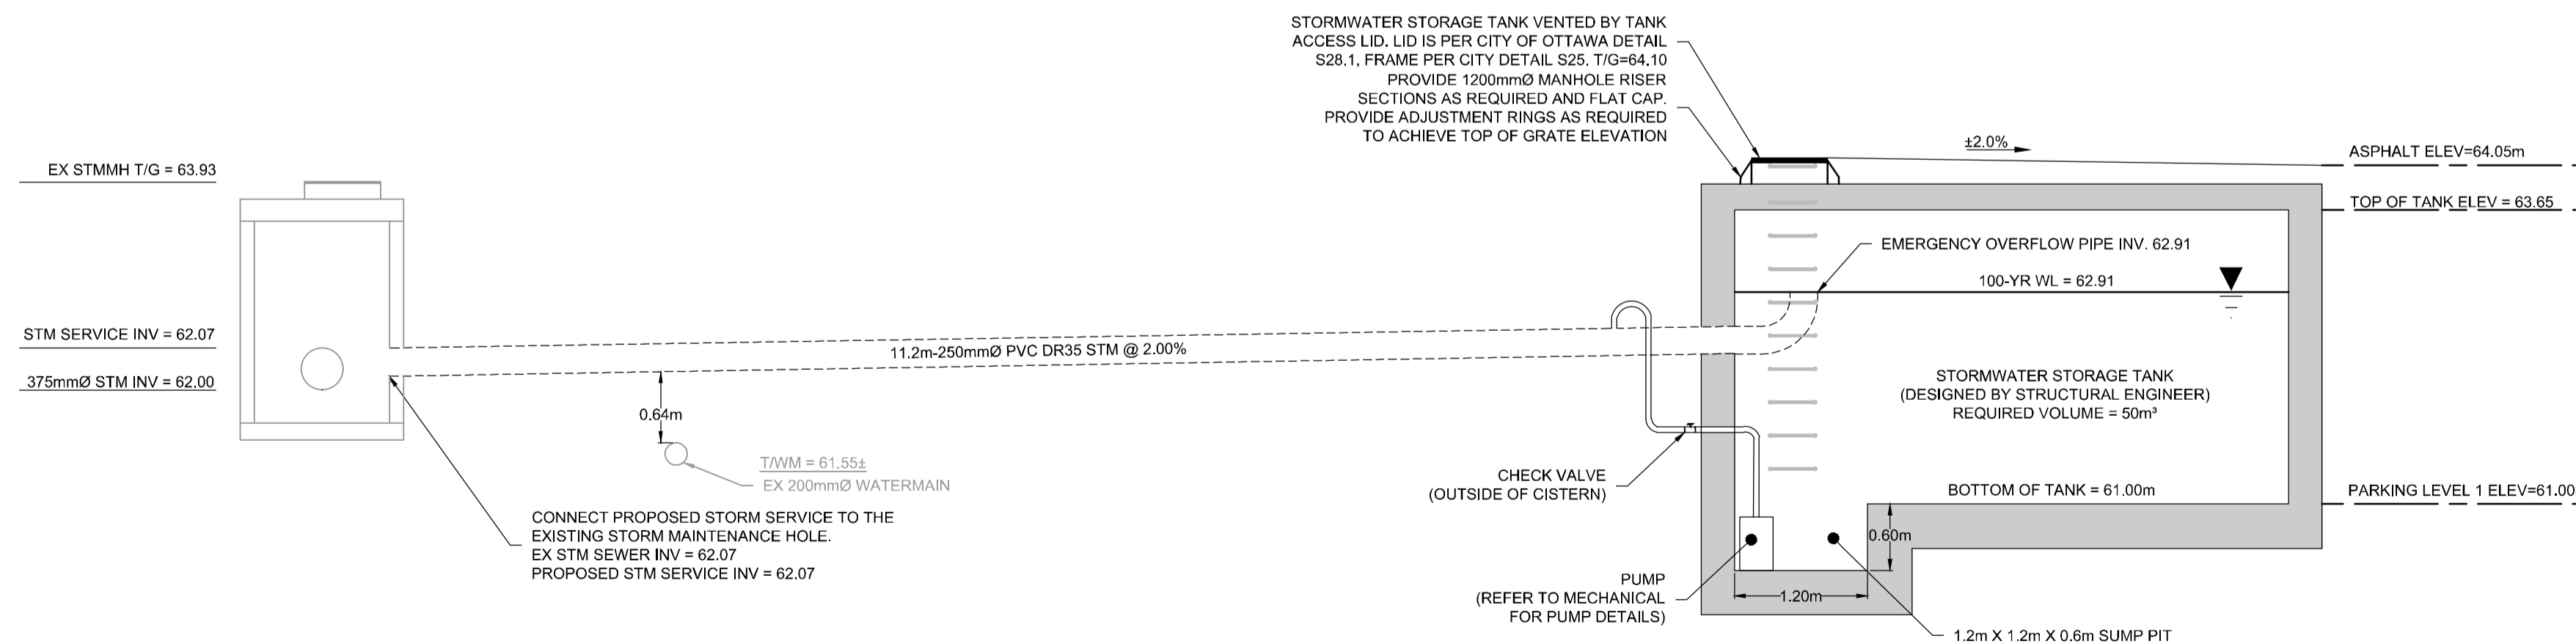 STORMWATER STORAGE TANK VENTED BY TANK
ACCESS LID. LID IS PER CITY OF OTTAWA DETAIL
S28.1, FRAME PER CITY DETAIL S25. T/G=64.10
PROVIDE 1200mmØ MANHOLE RISER
SECTIONS AS REQUIRED AND FLAT CAP.
PROVIDE ADJUSTMENT RINGS AS REQUIRED
TO ACHIEVE TOP OF GRATE ELEVATION
±2.0%
ASPHALT ELEV=64.05m
EX STMMH T/G = 63.93
TOP OF TANK ELEV = 63.65
EMERGENCY OVERFLOW PIPE INV. 62.91
100-YR WL = 62.91
STM SERVICE INV = 62.07
11.2m-250mmØ PVC DR35 STM @ 2.00%
375mmØ STM INV = 62.00
STORMWATER STORAGE TANK
(DESIGNED BY STRUCTURAL ENGINEER)
REQUIRED VOLUME = 50m³
0.64m
T/WM = 61.55±
EX 200mmØ WATERMAIN
CHECK VALVE
(OUTSIDE OF CISTERN)
BOTTOM OF TANK = 61.00m
PARKING LEVEL 1 ELEV=61.00
CONNECT PROPOSED STORM SERVICE TO THE
EXISTING STORM MAINTENANCE HOLE.
EX STM SEWER INV = 62.07
PROPOSED STM SERVICE INV = 62.07
0.60m
PUMP
(REFER TO MECHANICAL
FOR PUMP DETAILS)
1.20m
1.2m X 1.2m X 0.6m SUMP PIT